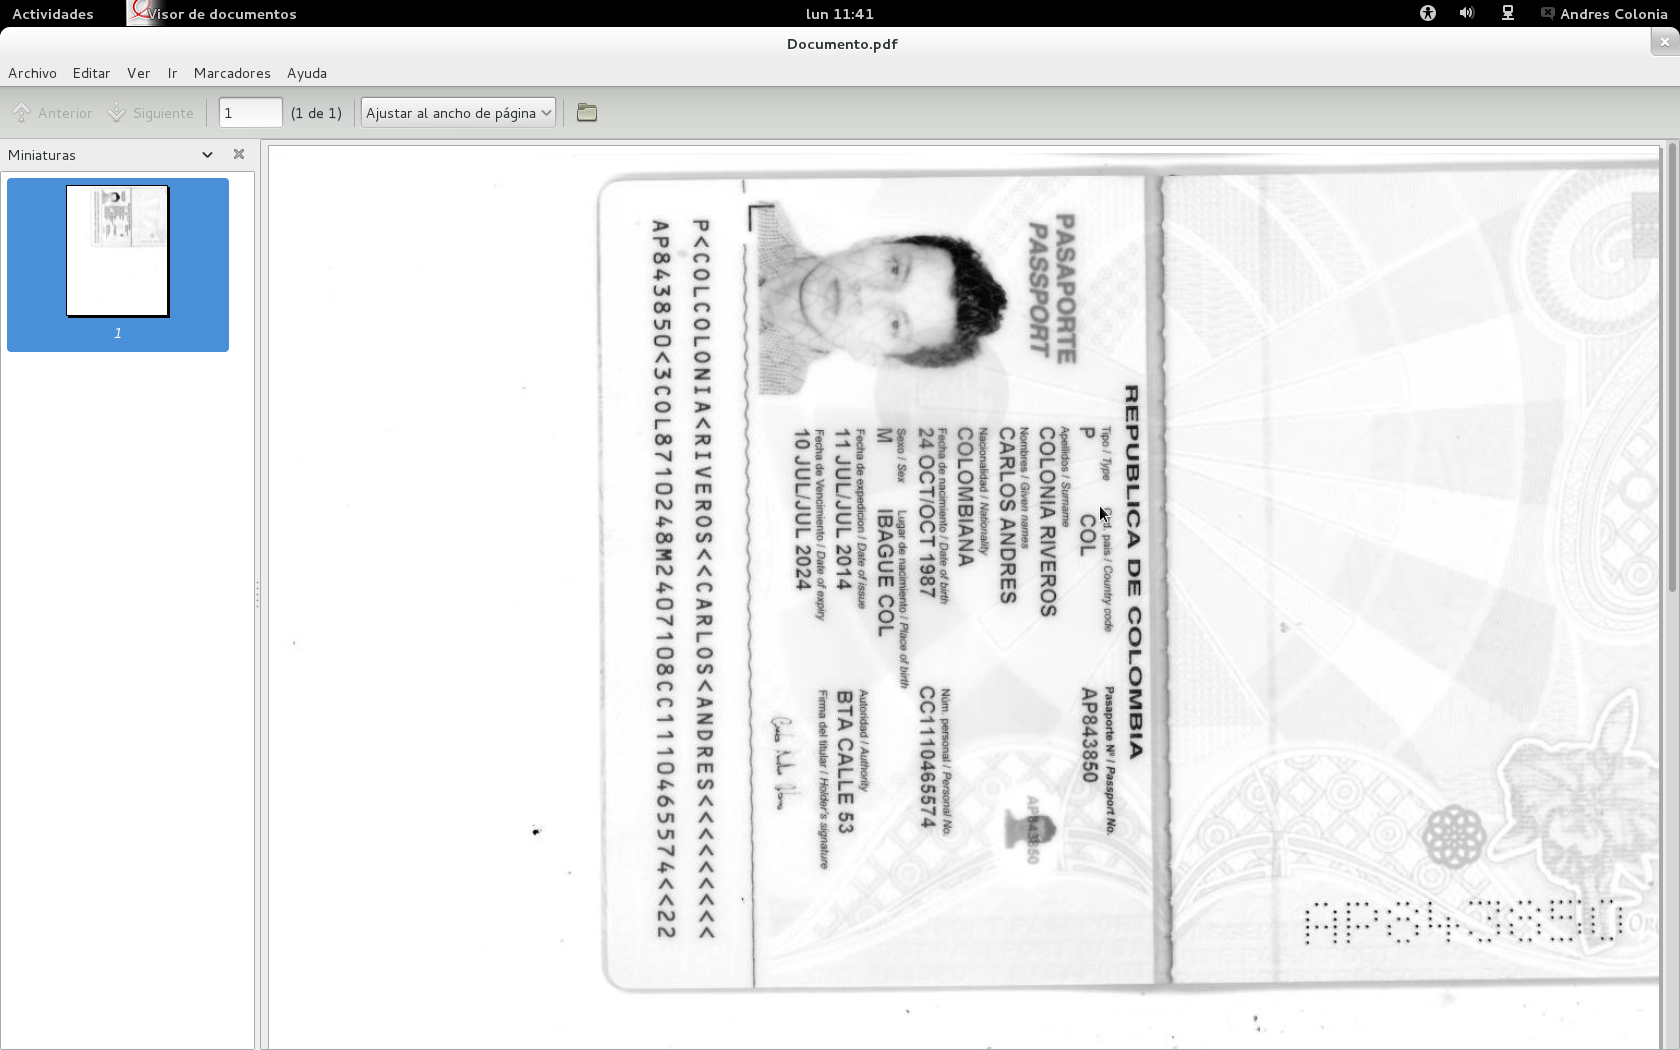 Actividades
Visor de documentos
lun 11:41
Andres Colonia
Documento.pdf
Archivo Editar Ver Ir Marcadores Ayuda
Anterior Siguiente 1 (1 de 1) Ajustar al ancho de página
Miniaturas
1
REPUBLICA DE COLOMBIA
PASAPORTE
PASSPORT
Tipo / Type país / Country code Pasaporte Nº / Passport No.
P COL AP843850
Apellidos / Surname
COLONIA RIVEROS
Nombres / Given names
CARLOS ANDRES
Nacionalidad / Nationality
COLOMBIANA
Fecha de nacimiento / Date of birth Núm. personal / Personal No.
24 OCT/OCT 1987 CC1110465574
Sexo / Sex Lugar de nacimiento / Place of birth
M IBAGUE COL
Fecha de expedicion / Date of issue Autoridad / Authority
11 JUL/JUL 2014 BTA CALLE 53
Fecha de Vencimiento / Date of expiry Firma del titular / Holder's signature
10 JUL/JUL 2024
AP843850
P<COLCOLONIA<RIVEROS<<CARLOS<ANDRES<<<<<<<<<
AP843850<3COL8710248M2407108CC1110465574<<22
AP843850